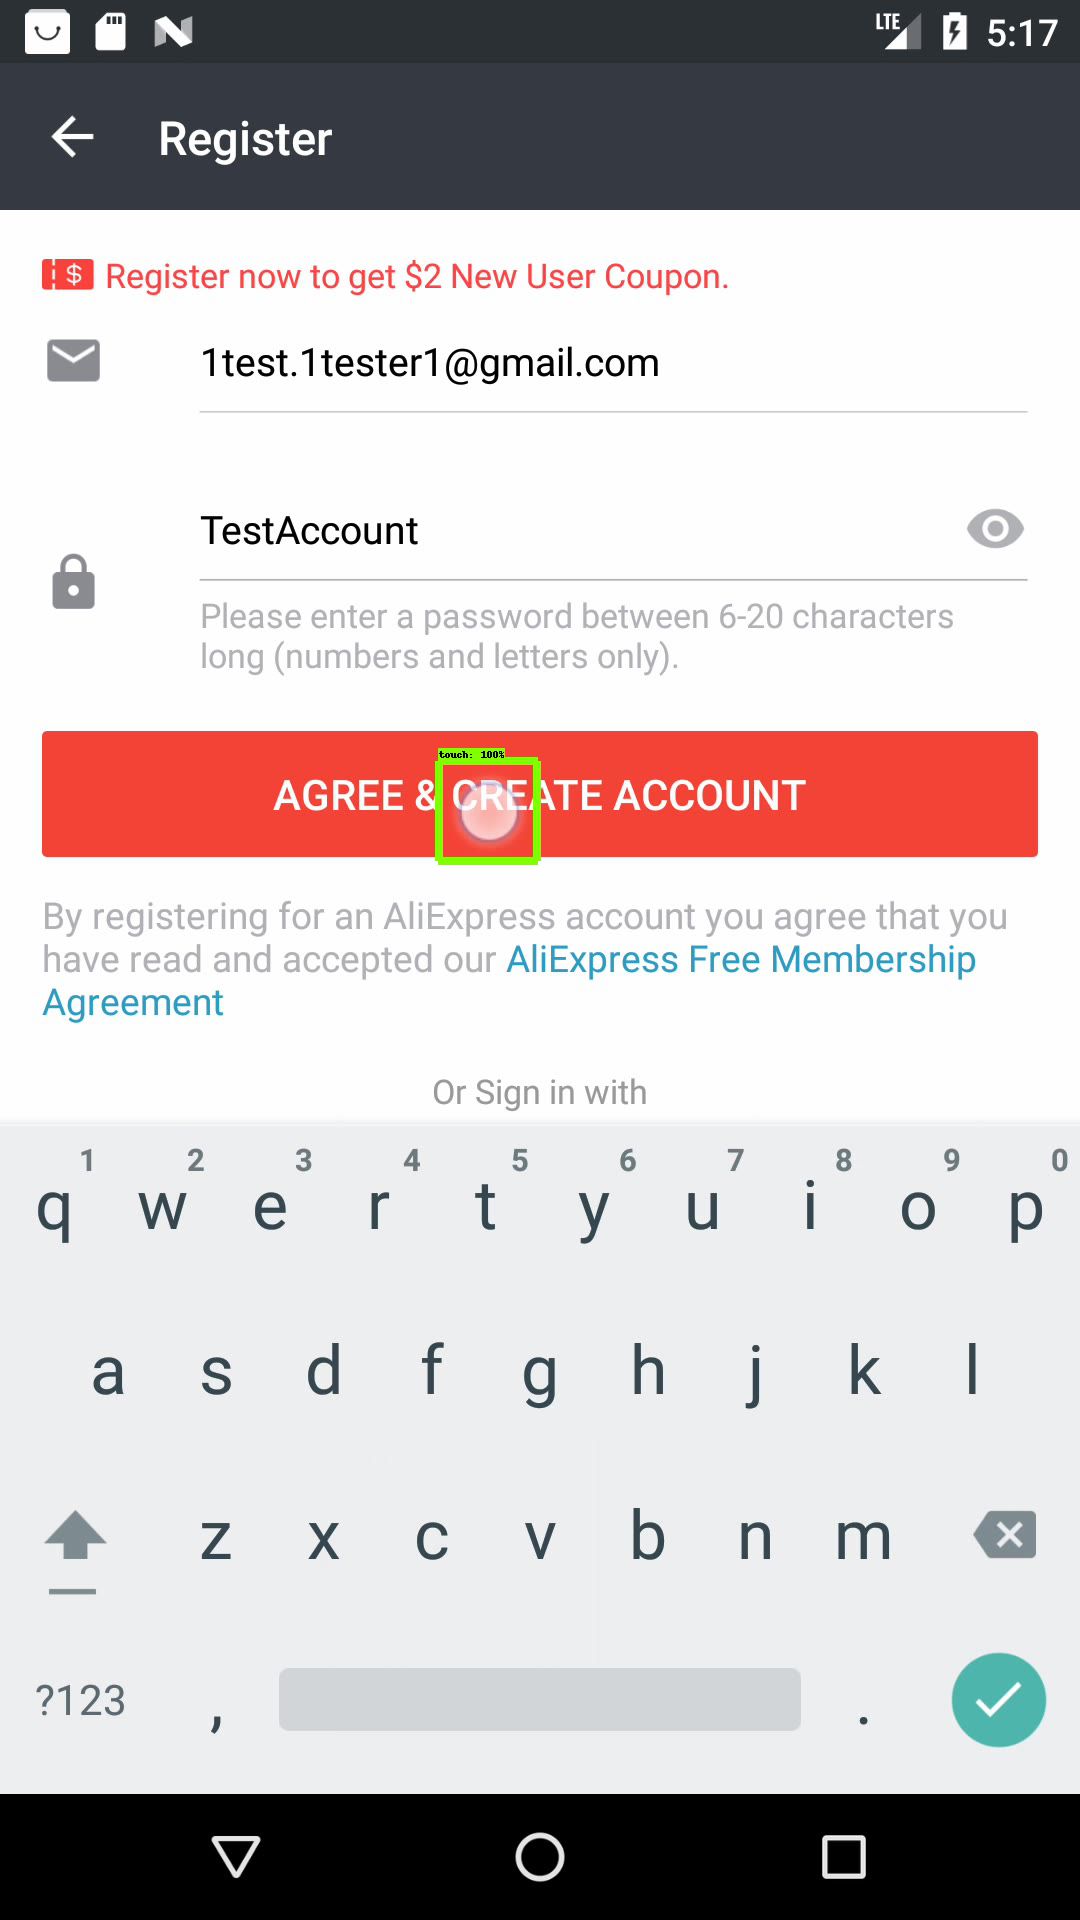 LTE 5:17
Register
$ Register now to get $2 New User Coupon.
1test.1tester1@gmail.com
TestAccount
Please enter a password between 6-20 characters
long (numbers and letters only).
touch: 100%
AGREE & CREATE ACCOUNT
By registering for an AliExpress account you agree that you
have read and accepted our AliExpress Free Membership
Agreement
Or Sign in with
1 2 3 4 5 6 7 8 9 0
q w e r t y u i o p
a s d f g h j k l
z x c v b n m
?123 , .